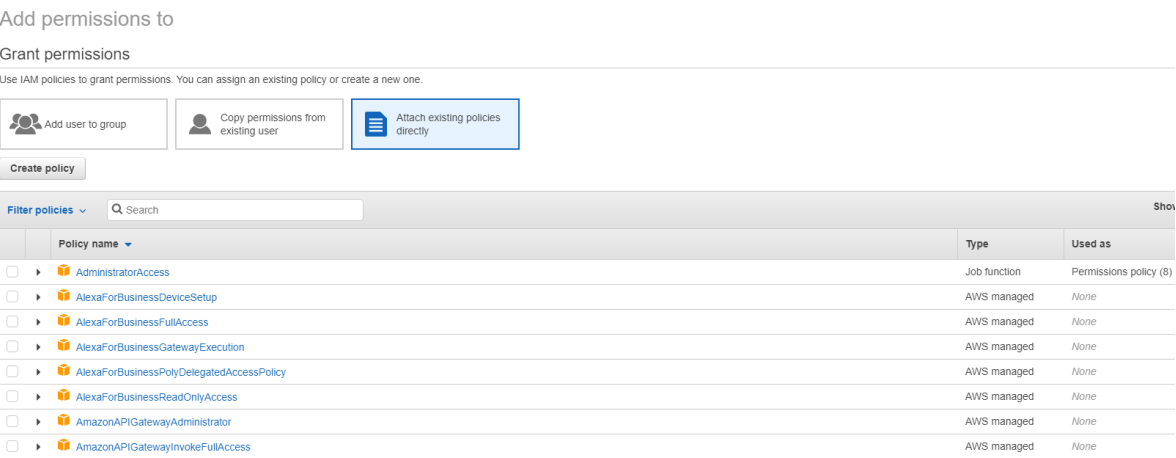 Add permissions to
Grant permissions
Use IAM policies to grant permissions. You can assign an existing policy or create a new one.
Add user to group
Copy permissions from
existing user
Attach existing policies
directly
Create policy
Filter policies
Search
Show
Policy name
Type
Used as
AdministratorAccess
Job function
Permissions policy (8)
AlexaForBusinessDeviceSetup
AWS managed
None
AlexaForBusinessFullAccess
AWS managed
None
AlexaForBusinessGatewayExecution
AWS managed
None
AlexaForBusinessPolyDelegatedAccessPolicy
AWS managed
None
AlexaForBusinessReadOnlyAccess
AWS managed
None
AmazonAPIGatewayAdministrator
AWS managed
None
AmazonAPIGatewayInvokeFullAccess
AWS managed
None